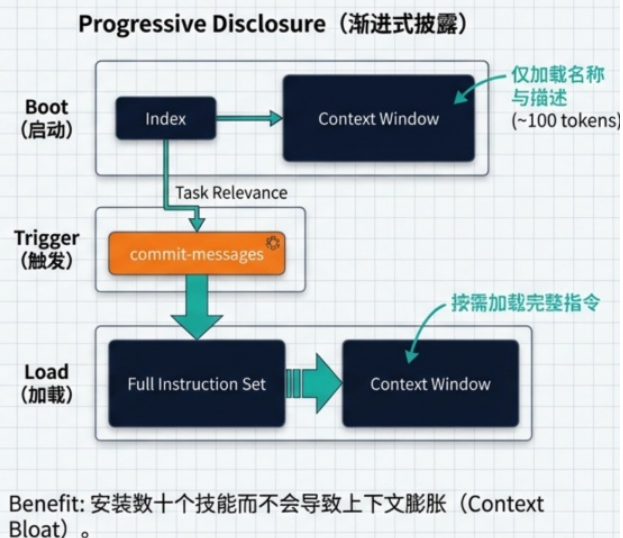 Progressive Disclosure（渐进式披露）
Boot
（启动）
Index
Context Window
仅加载名称
与描述
(~100 tokens)
Task Relevance
Trigger
（触发）
commit-messages
按需加载完整指令
Load
（加载）
Full Instruction Set
Context Window
Benefit: 安装数十个技能而不会导致上下文膨胀（Context
Bloat）。